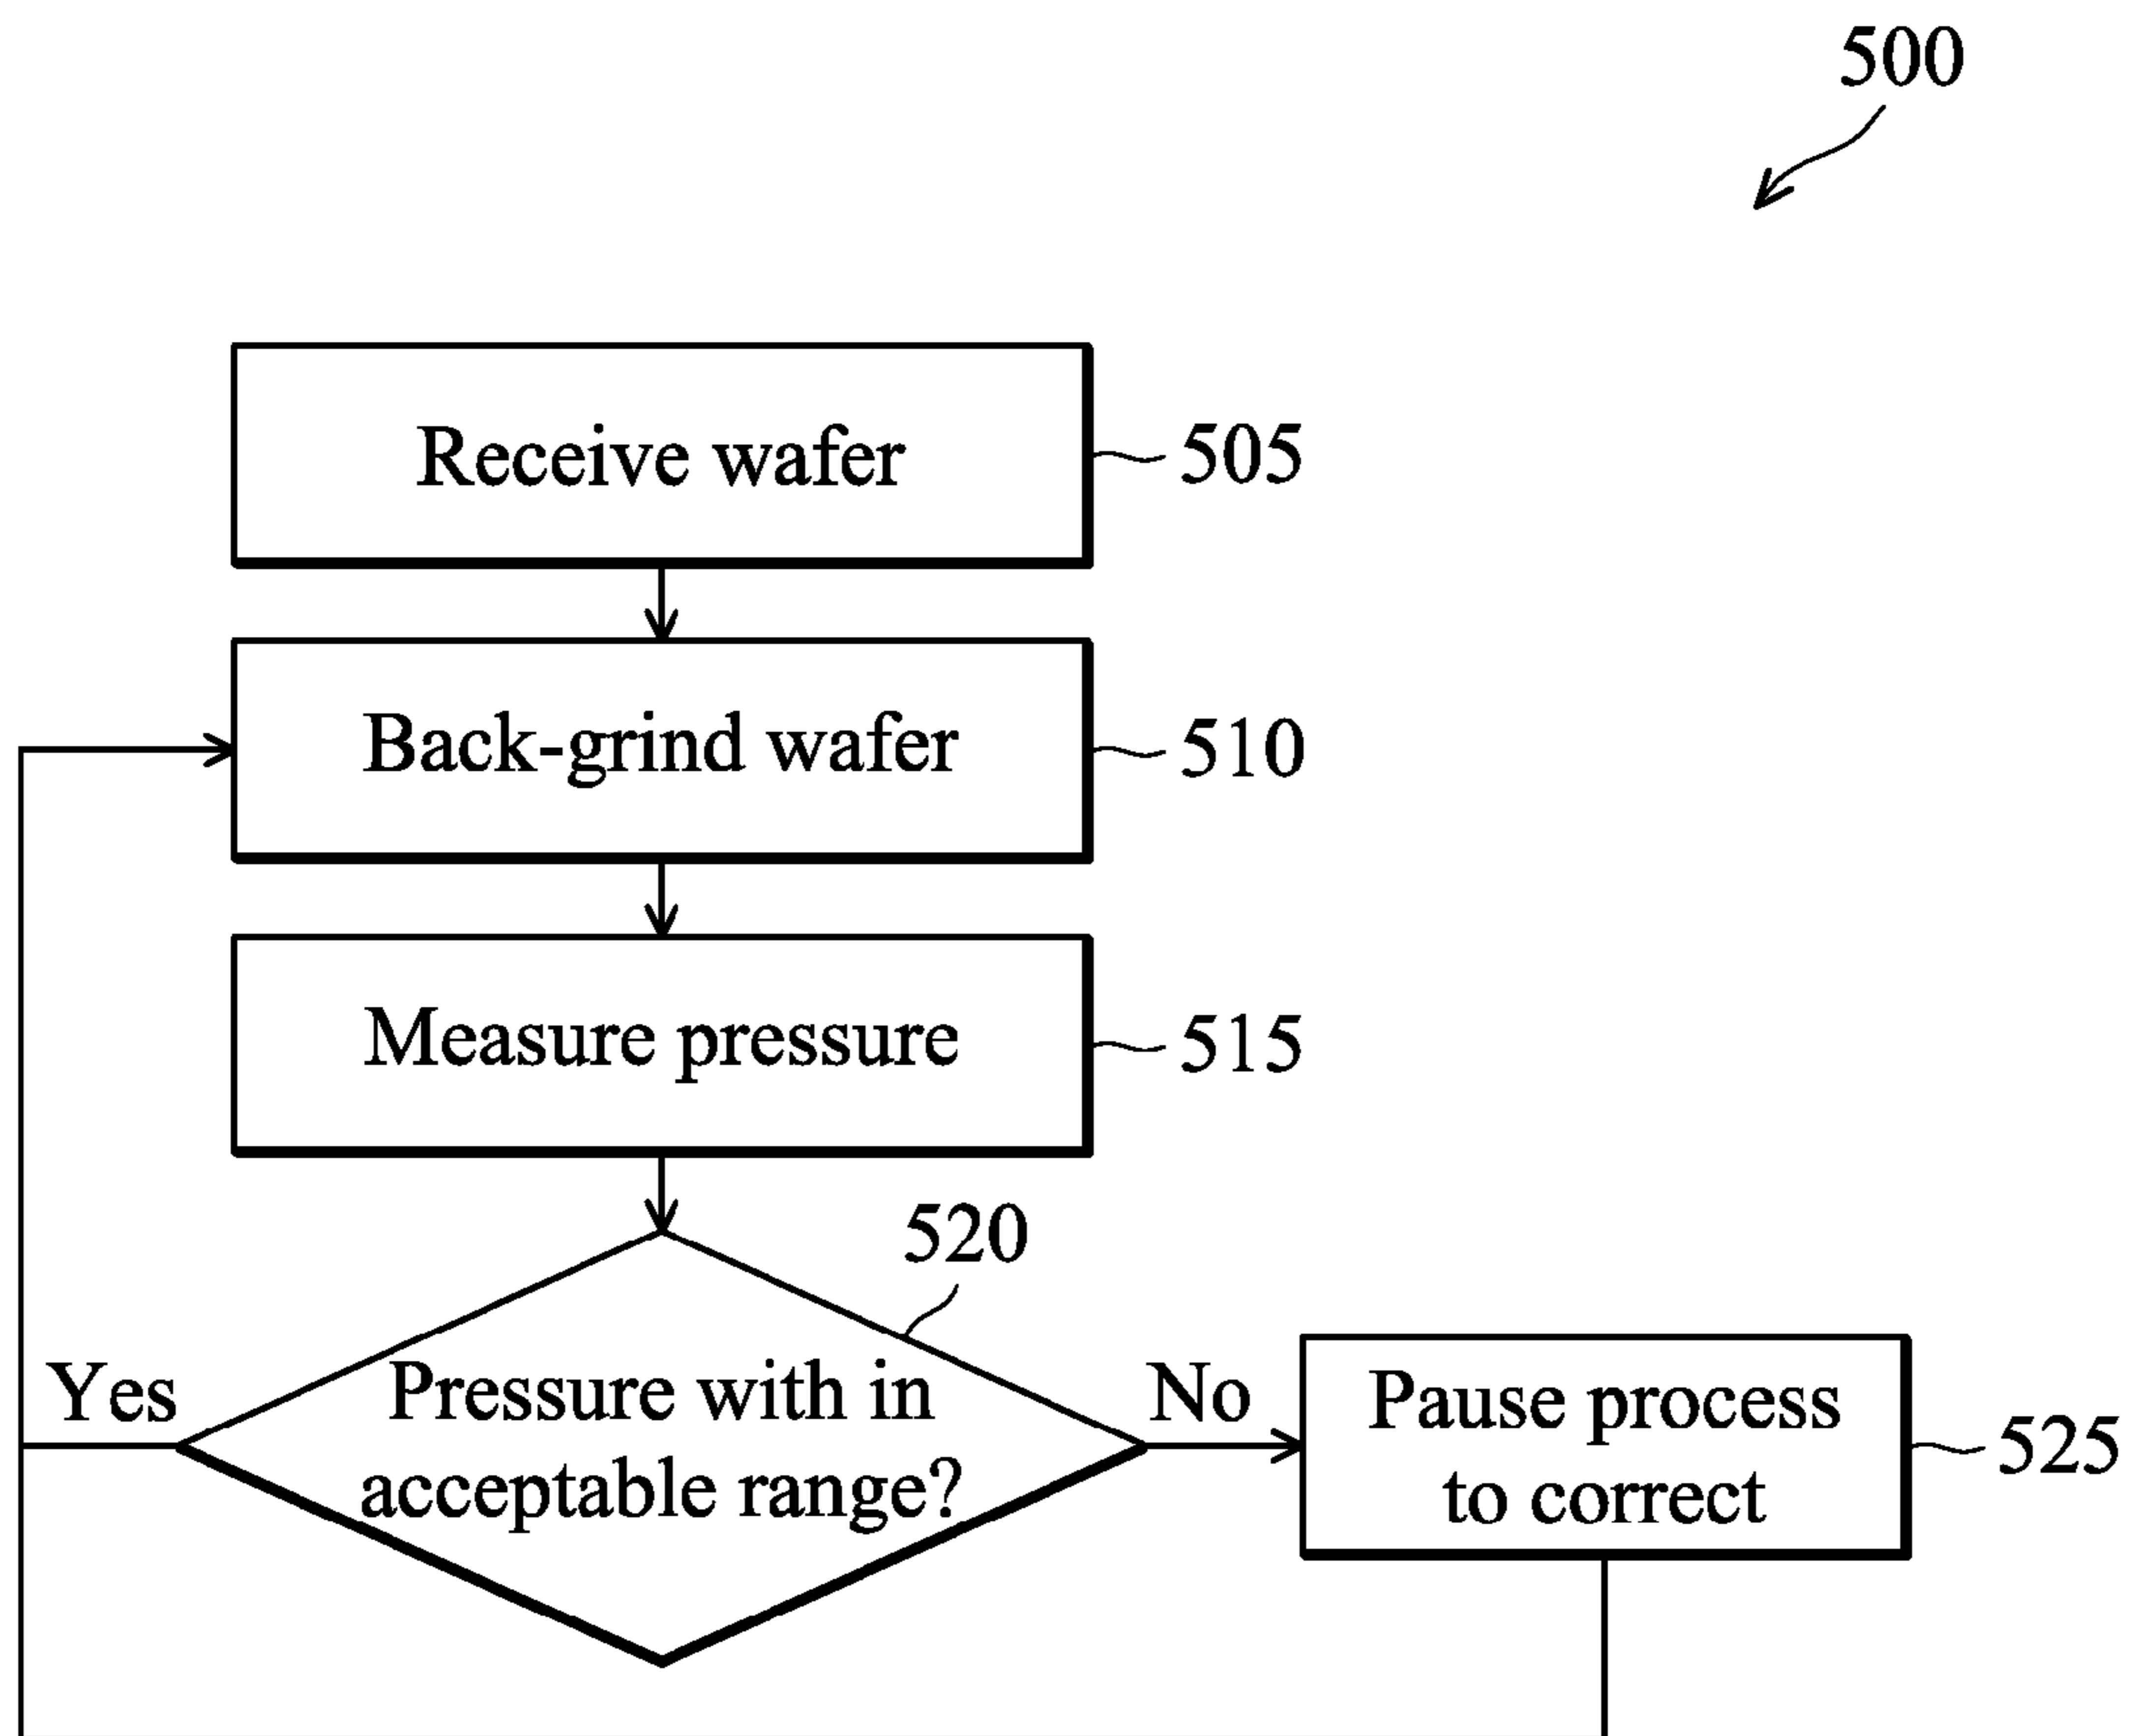 500
Receive wafer
505
Back-grind wafer
510
Measure pressure
515
520
Yes
Pressure with in
acceptable range?
No
Pause process
to correct
525